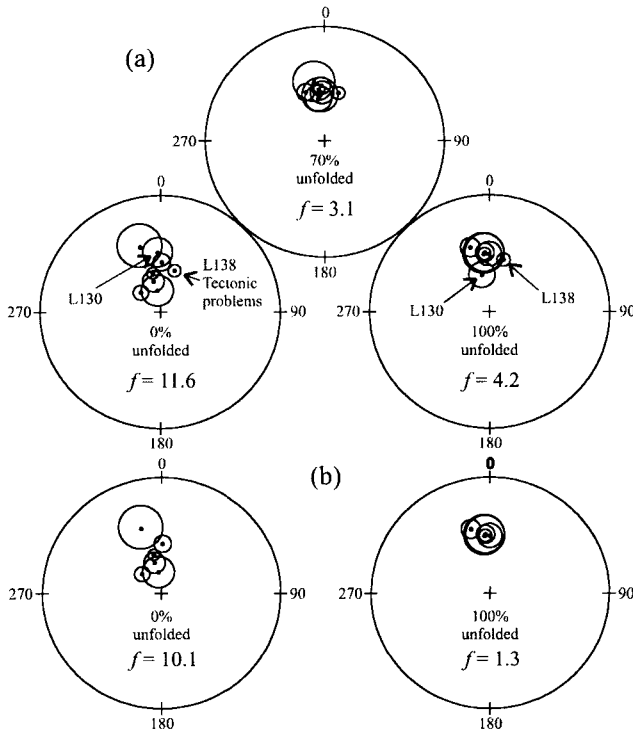 (a)
0
270
90
70%
unfolded
f = 3.1
180
0
L130
L138
Tectonic
problems
270
90
0%
unfolded
f = 11.6
180
0
L130
L138
270
90
100%
unfolded
f = 4.2
180
(b)
0
270
90
0%
unfolded
f = 10.1
180
0
270
90
100%
unfolded
f = 1.3
180